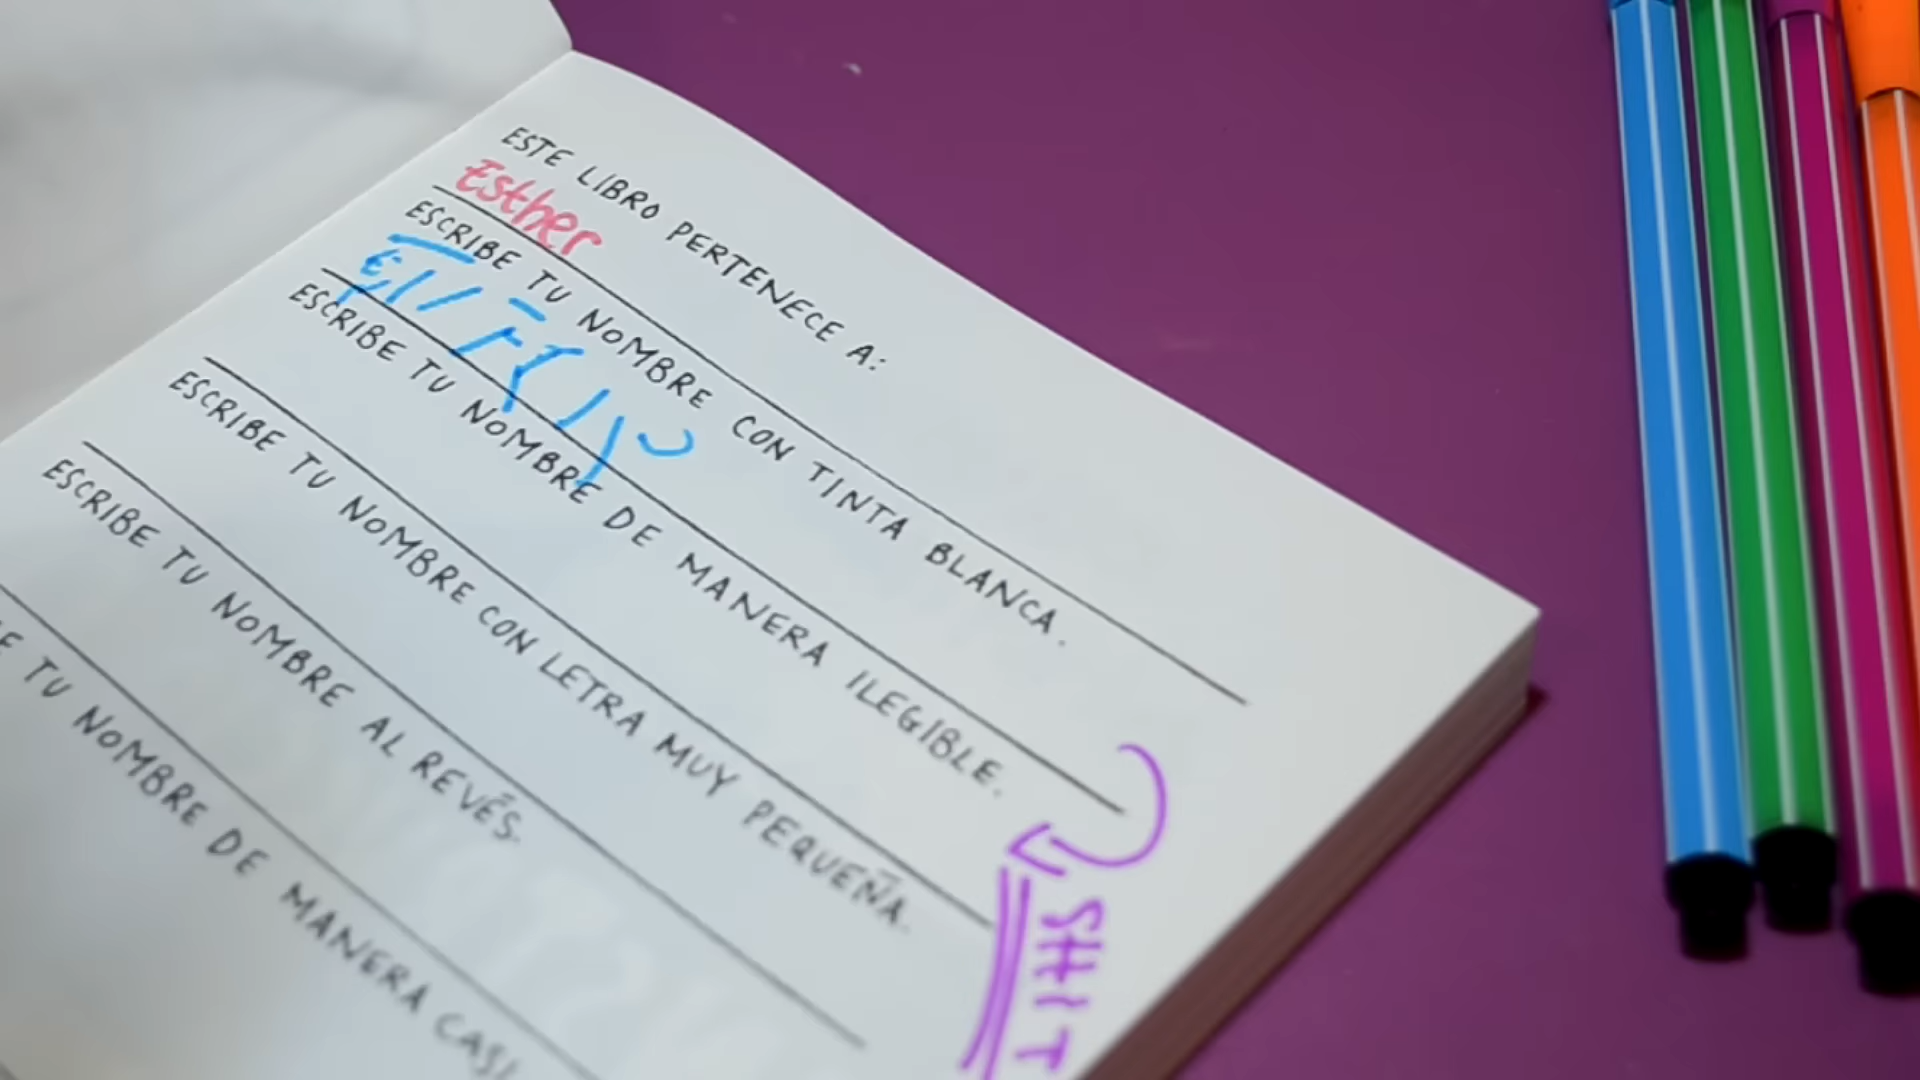 ESTE LIBRO PERTENECE A:
Esther
ESCRIBE TU NOMBRE CON TINTA BLANCA.
ESCRIBE TU NOMBRE DE MANERA ILEGIBLE.
ESCRIBE TU NOMBRE CON LETRA MUY PEQUEÑA.
ESCRIBE TU NOMBRE AL REVÉS.
TU NOMBRE DE MANERA CASI
SHIT